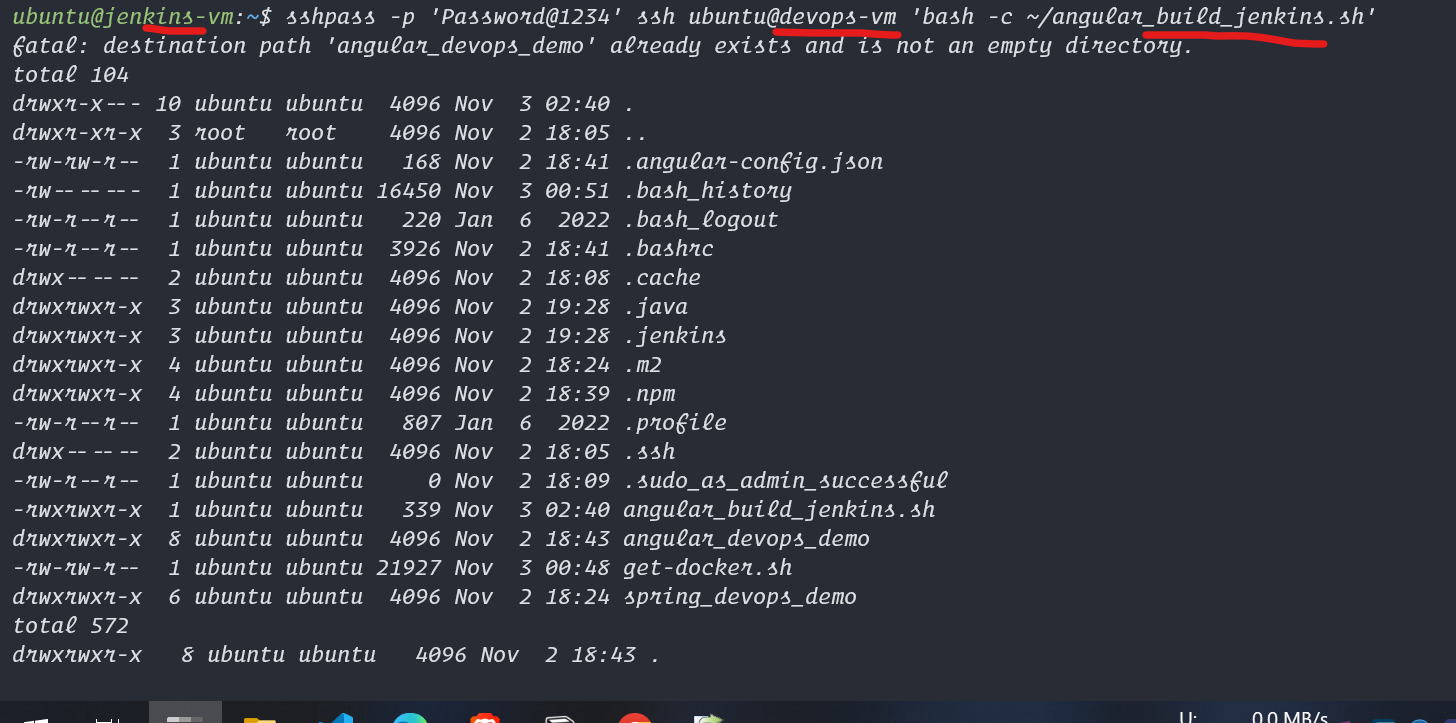 ubuntu@jenkins-vm:~$ sshpass -p 'Password@1234' ssh ubuntu@devops-vm 'bash -c ~/angular_build_jenkins.sh'
fatal: destination path 'angular_devops_demo' already exists and is not an empty directory.
total 104
drwxr-x--- 10 ubuntu ubuntu  4096 Nov  3 02:40 .
drwxr-xr-x  3 root   root    4096 Nov  2 18:05 ..
-rw-rw-r--  1 ubuntu ubuntu   168 Nov  2 18:41 .angular-config.json
-rw-------  1 ubuntu ubuntu 16450 Nov  3 00:51 .bash_history
-rw-r--r--  1 ubuntu ubuntu   220 Jan  6  2022 .bash_logout
-rw-r--r--  1 ubuntu ubuntu  3926 Nov  2 18:41 .bashrc
drwx------  2 ubuntu ubuntu  4096 Nov  2 18:08 .cache
drwxrwxr-x  3 ubuntu ubuntu  4096 Nov  2 19:28 .java
drwxrwxr-x  3 ubuntu ubuntu  4096 Nov  2 19:28 .jenkins
drwxrwxr-x  4 ubuntu ubuntu  4096 Nov  2 18:24 .m2
drwxrwxr-x  4 ubuntu ubuntu  4096 Nov  2 18:39 .npm
-rw-r--r--  1 ubuntu ubuntu   807 Jan  6  2022 .profile
drwx------  2 ubuntu ubuntu  4096 Nov  2 18:05 .ssh
-rw-r--r--  1 ubuntu ubuntu     0 Nov  2 18:09 .sudo_as_admin_successful
-rwxrwxr-x  1 ubuntu ubuntu   339 Nov  3 02:40 angular_build_jenkins.sh
drwxrwxr-x  8 ubuntu ubuntu  4096 Nov  2 18:43 angular_devops_demo
-rw-rw-r--  1 ubuntu ubuntu 21927 Nov  3 00:48 get-docker.sh
drwxrwxr-x  6 ubuntu ubuntu  4096 Nov  2 18:24 spring_devops_demo
total 572
drwxrwxr-x   8 ubuntu ubuntu   4096 Nov  2 18:43 .
U: 0.0 MB/s